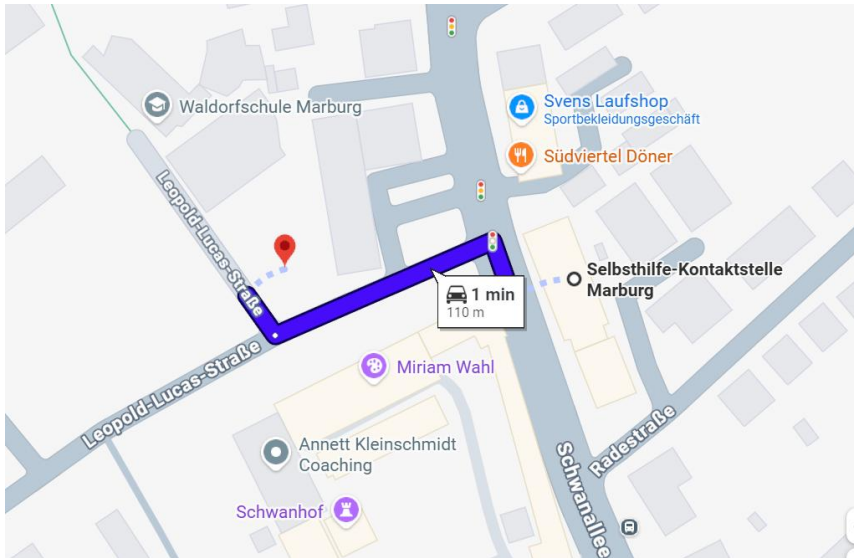 Waldorfschule Marburg
Svens Laufshop
Sportbekleidungsgeschäft
Südviertel Döner
Leopold-Lucas-Straße
Selbsthilfe-Kontaktstelle
Marburg
1 min
110 m
Leopold-Lucas-Straße
Miriam Wahl
Annett Kleinschmidt
Coaching
Schwanhof
Schwanallee
Radestraße